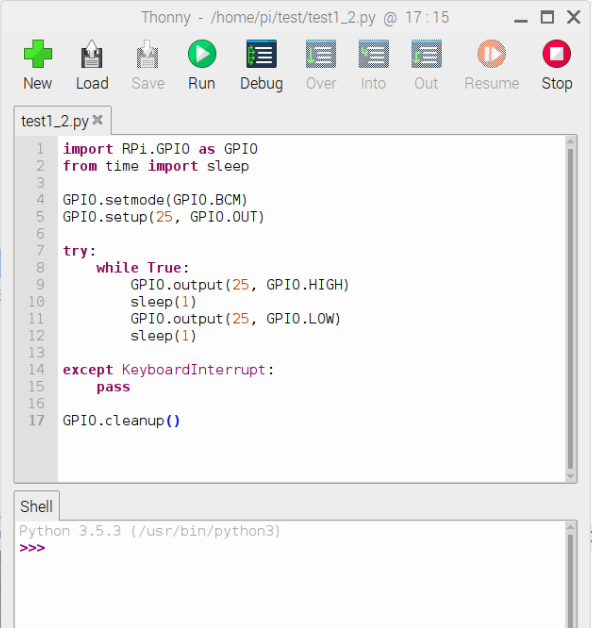 Thonny - /home/pi/test/test1_2.py @ 17 : 15
New Load Save Run Debug Over Into Out Resume Stop
test1_2.py
1 import RPi.GPIO as GPIO
2 from time import sleep
3
4 GPIO.setmode(GPIO.BCM)
5 GPIO.setup(25, GPIO.OUT)
6
7 try:
8     while True:
9         GPIO.output(25, GPIO.HIGH)
10         sleep(1)
11         GPIO.output(25, GPIO.LOW)
12         sleep(1)
13
14 except KeyboardInterrupt:
15     pass
16
17 GPIO.cleanup()
Shell
Python 3.5.3 (/usr/bin/python3)
>>>